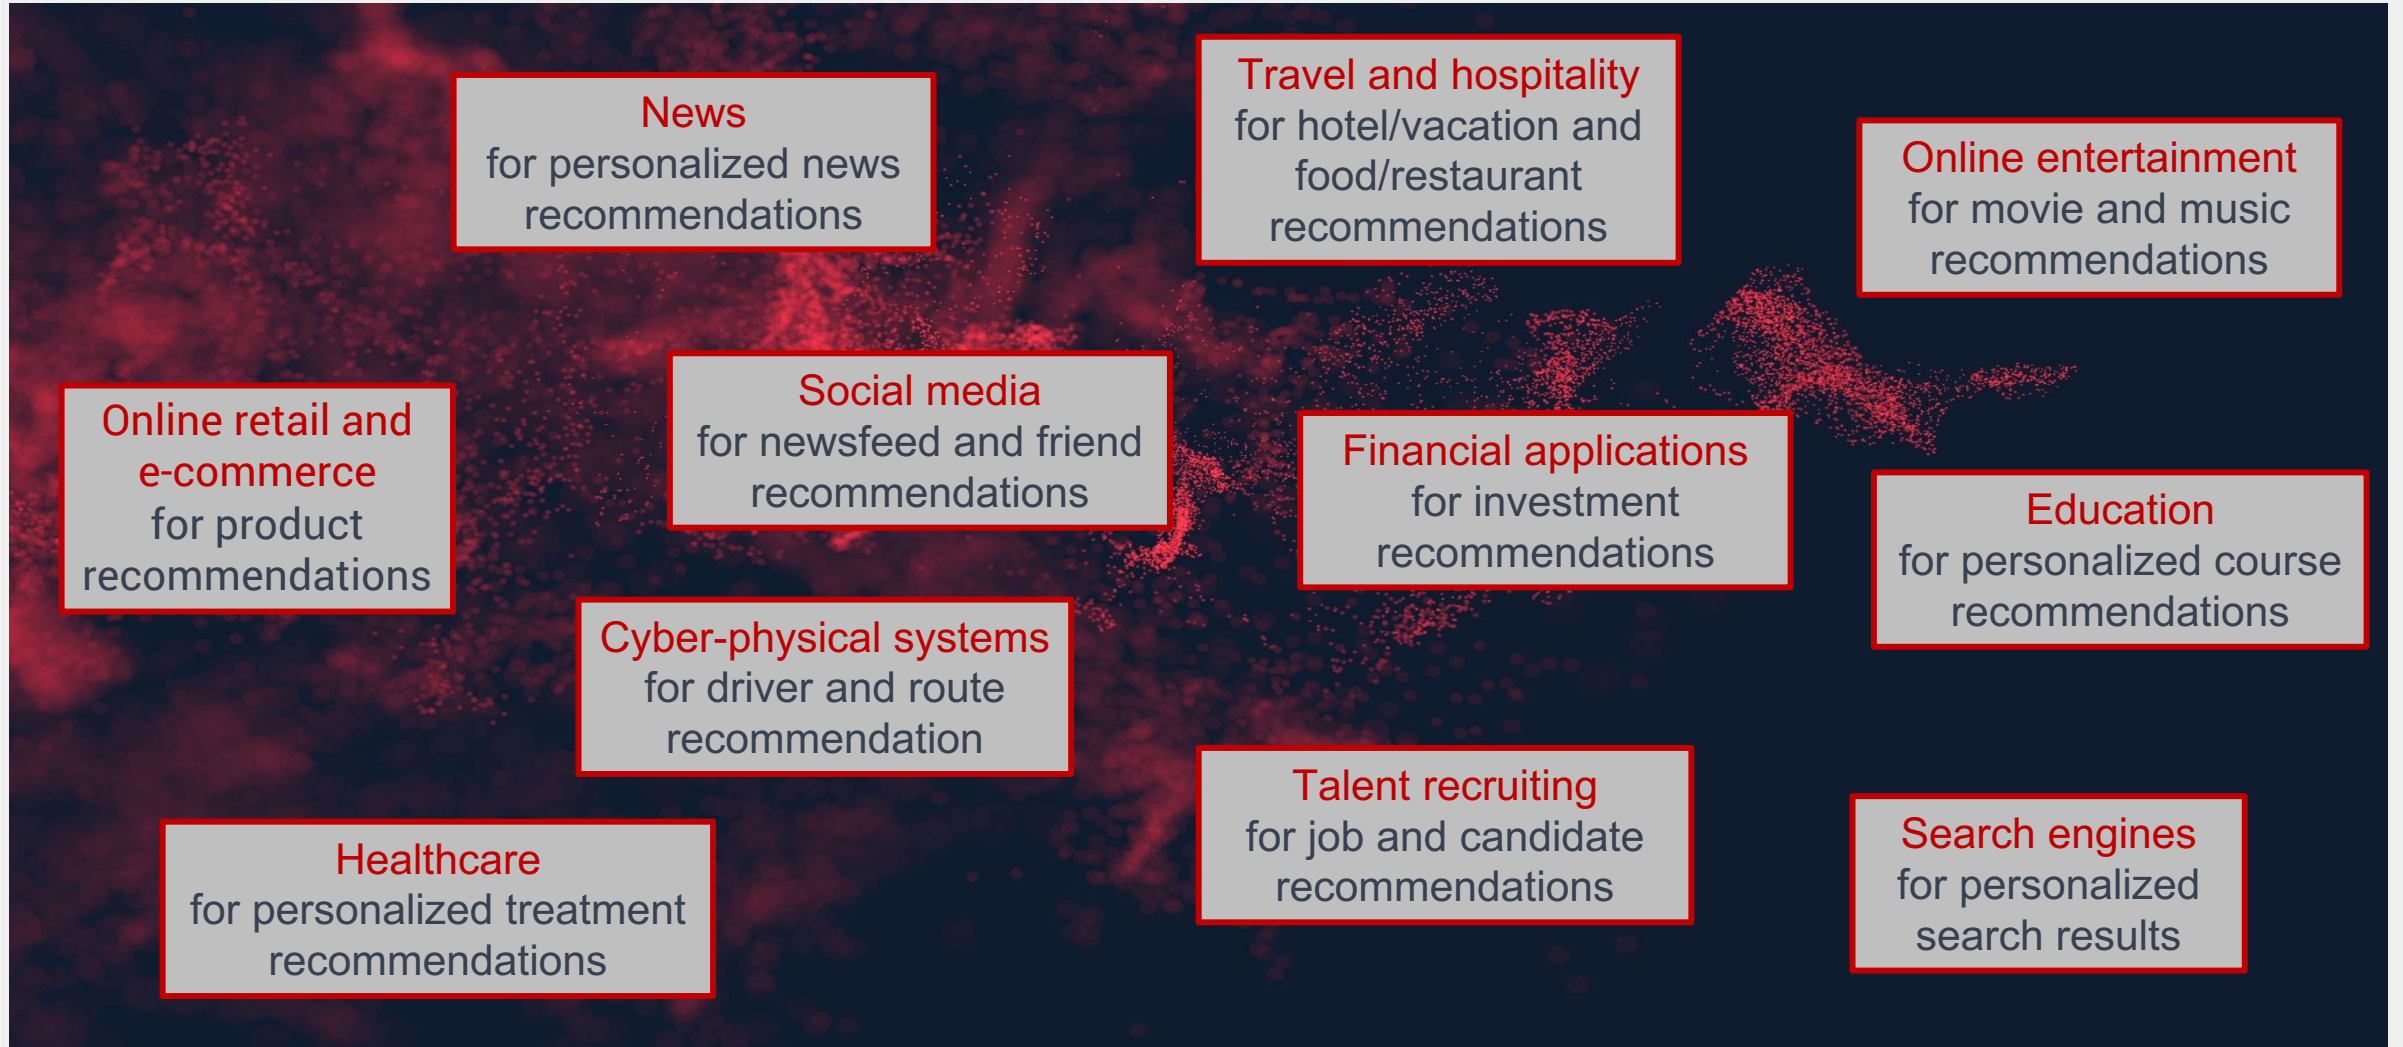 News
for personalized news
recommendations
Travel and hospitality
for hotel/vacation and
food/restaurant
recommendations
Online entertainment
for movie and music
recommendations
Online retail and
e-commerce
for product
recommendations
Social media
for newsfeed and friend
recommendations
Financial applications
for investment
recommendations
Education
for personalized course
recommendations
Cyber-physical systems
for driver and route
recommendation
Healthcare
for personalized treatment
recommendations
Talent recruiting
for job and candidate
recommendations
Search engines
for personalized
search results